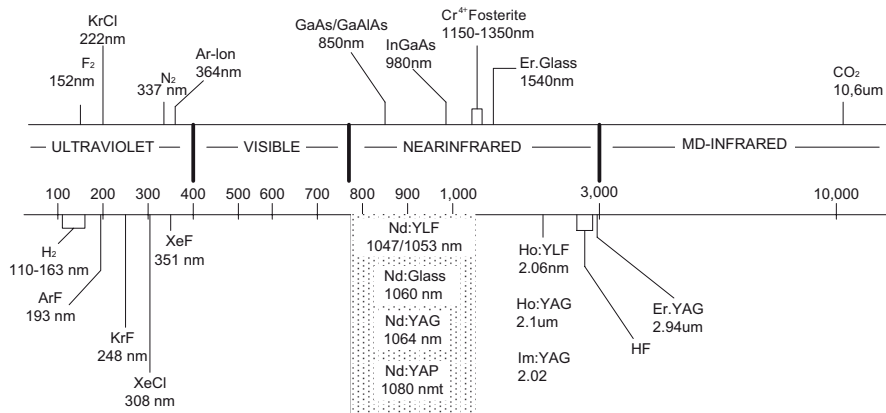 KrCl
222nm
F₂
152nm
N₂
337 nm
Ar-Ion
364nm
GaAs/GaAlAs
850nm
InGaAs
980nm
Cr⁴⁺Fosterite
1150-1350nm
Er.Glass
1540nm
CO₂
10,6um
ULTRAVIOLET
VISIBLE
NEARINFRARED
MD-INFRARED
100 200 300 400 500 600 700 800 900 1,000 3,000 10,000
H₂
110-163 nm
ArF
193 nm
KrF
248 nm
XeCl
308 nm
XeF
351 nm
Nd:YLF
1047/1053 nm
Nd:Glass
1060 nm
Nd:YAG
1064 nm
Nd:YAP
1080 nmt
Ho:YLF
2.06nm
Ho:YAG
2.1um
Im:YAG
2.02
HF
Er.YAG
2.94um